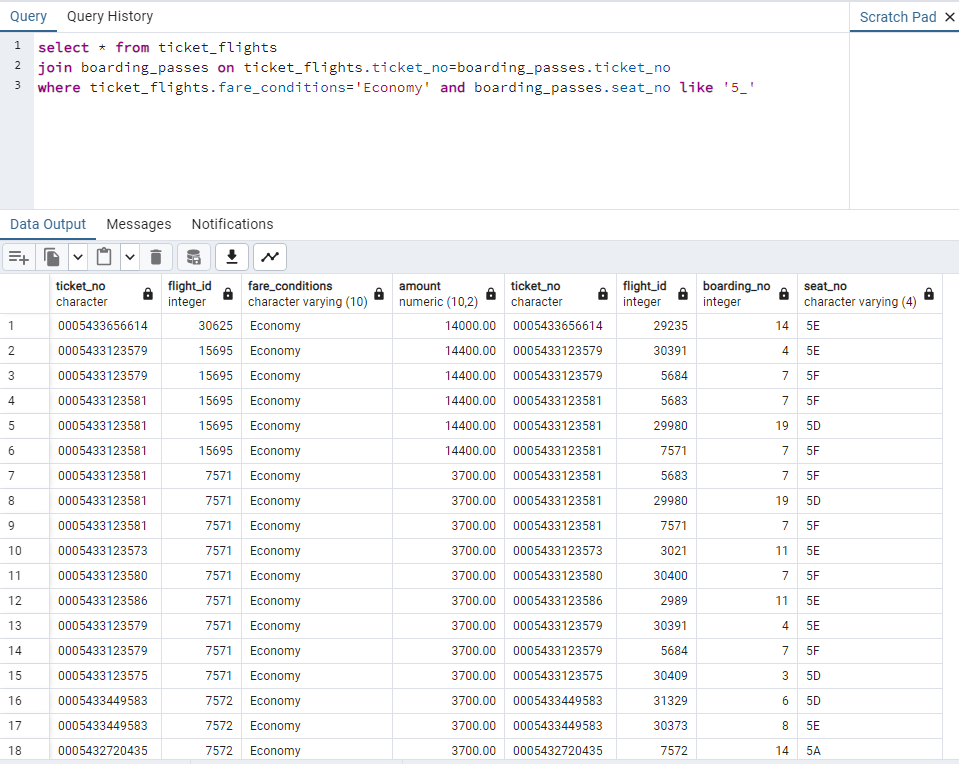 Query Query History Scratch Pad
1 select * from ticket_flights
2 join boarding_passes on ticket_flights.ticket_no=boarding_passes.ticket_no
3 where ticket_flights.fare_conditions='Economy' and boarding_passes.seat_no like '5_'
Data Output Messages Notifications
ticket_no flight_id fare_conditions amount ticket_no flight_id boarding_no seat_no
character integer character varying (10) numeric (10,2) character integer integer character varying (4)
1 0005433656614 30625 Economy 14000.00 0005433656614 29235 14 5E
2 0005433123579 15695 Economy 14400.00 0005433123579 30391 4 5E
3 0005433123579 15695 Economy 14400.00 0005433123579 5684 7 5F
4 0005433123581 15695 Economy 14400.00 0005433123581 5683 7 5F
5 0005433123581 15695 Economy 14400.00 0005433123581 29980 19 5D
6 0005433123581 15695 Economy 14400.00 0005433123581 7571 7 5F
7 0005433123581 7571 Economy 3700.00 0005433123581 5683 7 5F
8 0005433123581 7571 Economy 3700.00 0005433123581 29980 19 5D
9 0005433123581 7571 Economy 3700.00 0005433123581 7571 7 5F
10 0005433123573 7571 Economy 3700.00 0005433123573 3021 11 5E
11 0005433123580 7571 Economy 3700.00 0005433123580 30400 7 5F
12 0005433123586 7571 Economy 3700.00 0005433123586 2989 11 5E
13 0005433123579 7571 Economy 3700.00 0005433123579 30391 4 5E
14 0005433123579 7571 Economy 3700.00 0005433123579 5684 7 5F
15 0005433123575 7571 Economy 3700.00 0005433123575 30409 3 5D
16 0005433449583 7572 Economy 3700.00 0005433449583 31329 6 5D
17 0005433449583 7572 Economy 3700.00 0005433449583 30373 8 5E
18 0005432720435 7572 Economy 3700.00 0005432720435 7572 14 5A